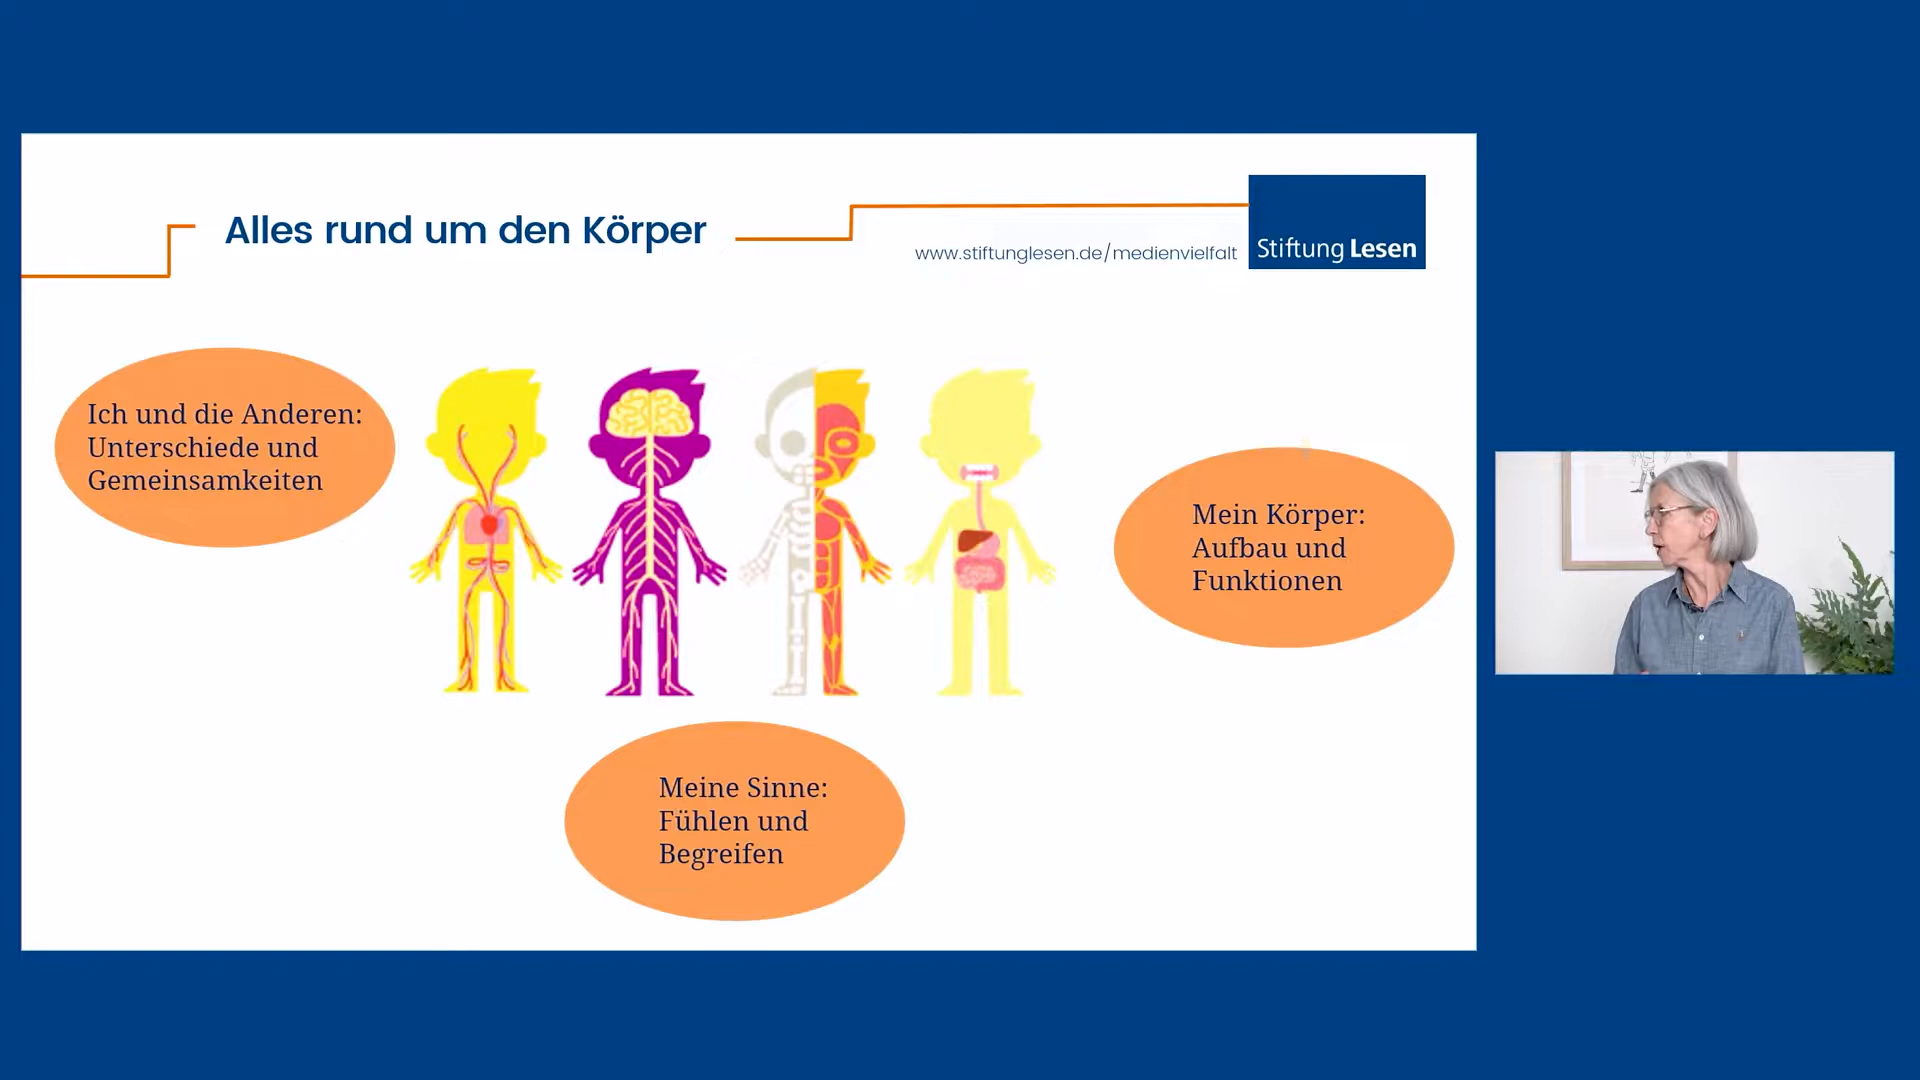 Alles rund um den Körper
www.stiftunglesen.de/medienvielfalt
Stiftung Lesen
Ich und die Anderen:
Unterschiede und
Gemeinsamkeiten
Mein Körper:
Aufbau und
Funktionen
Meine Sinne:
Fühlen und
Begreifen